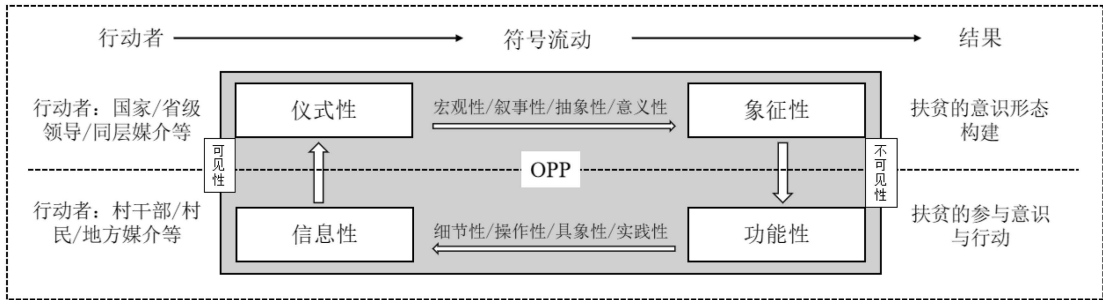 行动者
符号流动
结果
行动者：国家/省级
领导/同层媒介等
仪式性
宏观性/叙事性/抽象性/意义性
象征性
扶贫的意识形态
构建
可见性
OPP
不可见性
行动者：村干部/村
民/地方媒介等
信息性
细节性/操作性/具象性/实践性
功能性
扶贫的参与意识
与行动